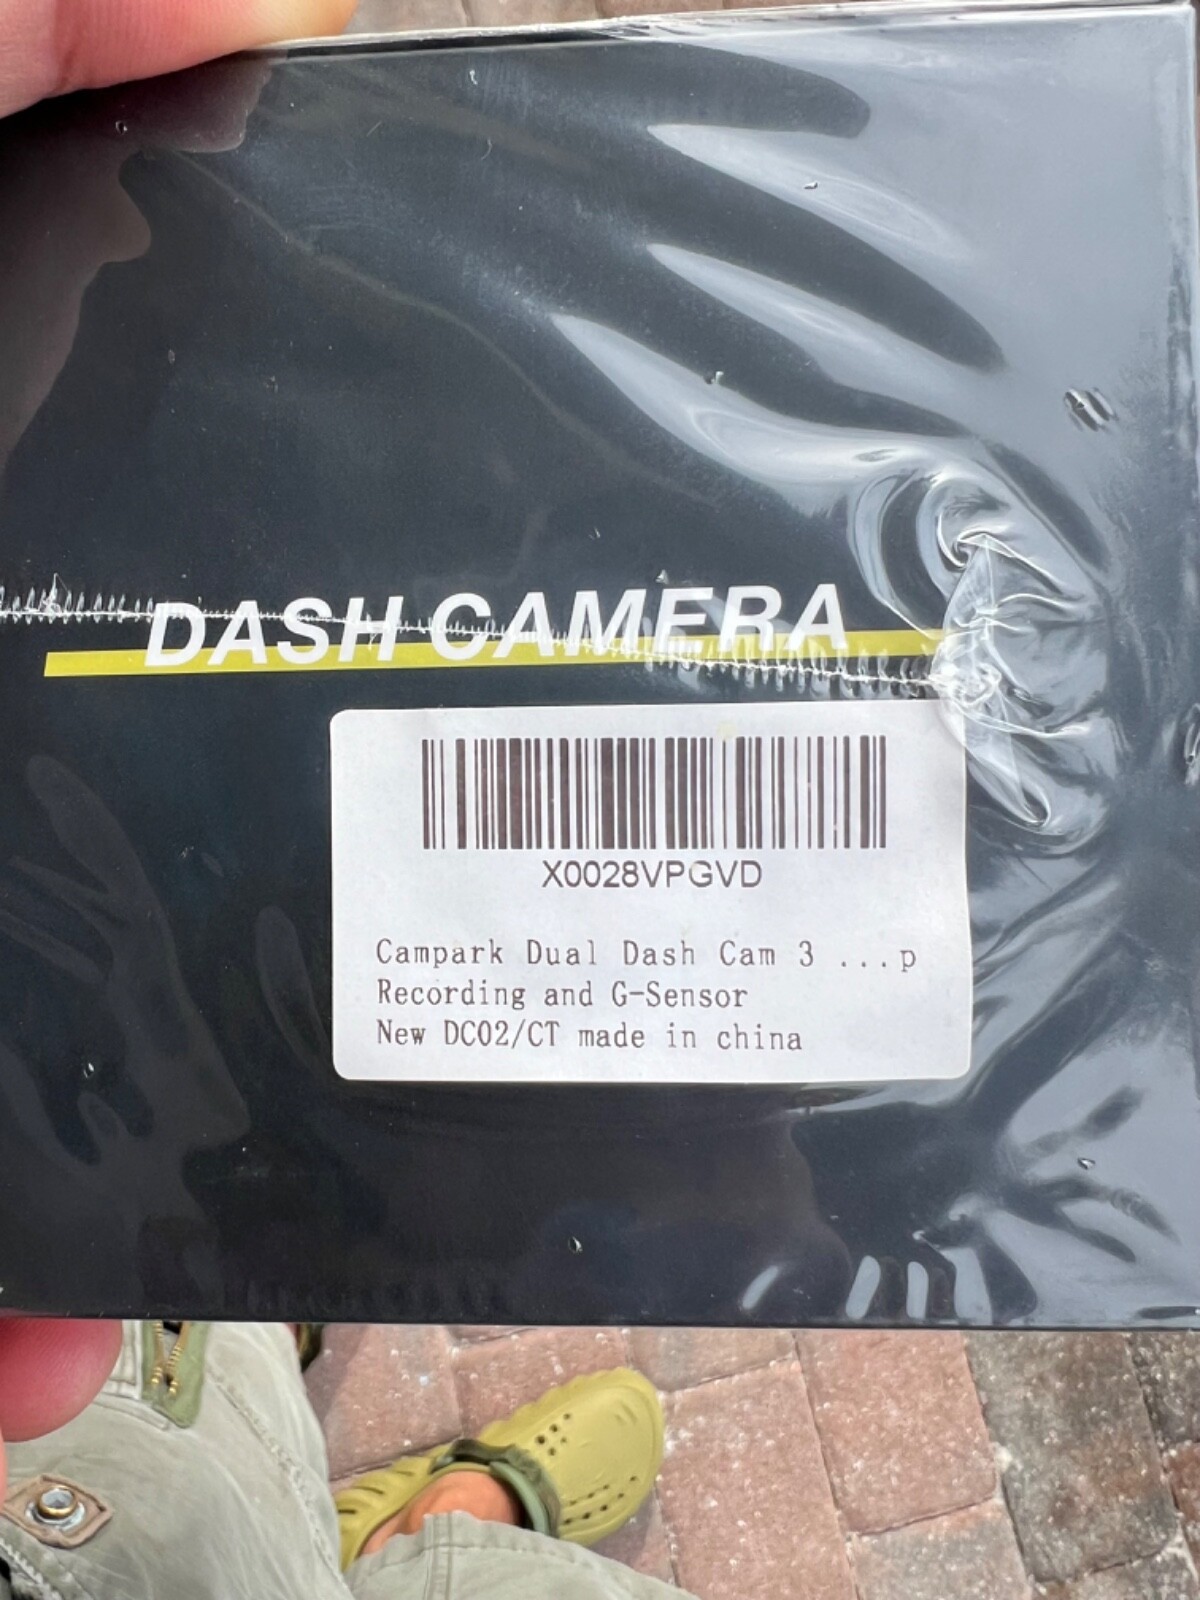 DASH CAMERA
X0028VPGVD
Campark Dual Dash Cam 3 ...p
Recording and G-Sensor
New DC02/CT made in china